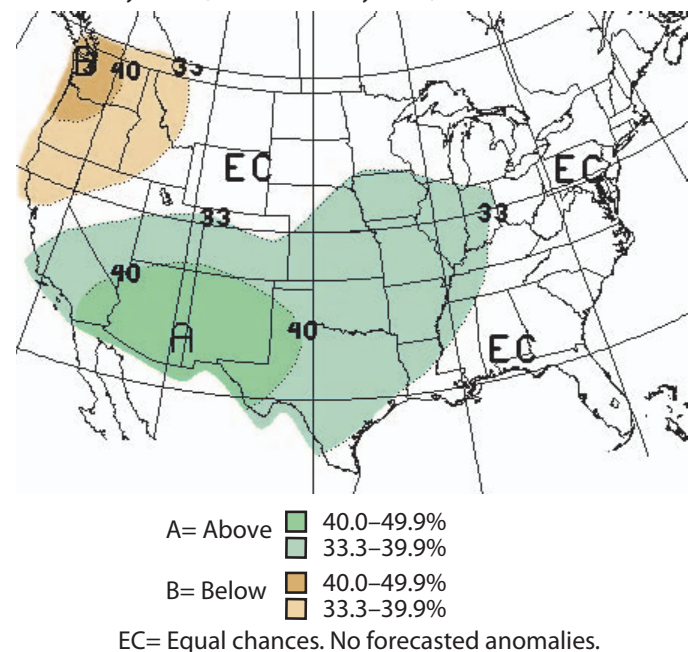 B 40 33
EC
EC
33
33
40
A
40
EC
A= Above 40.0–49.9%
33.3–39.9%
B= Below 40.0–49.9%
33.3–39.9%
EC= Equal chances. No forecasted anomalies.